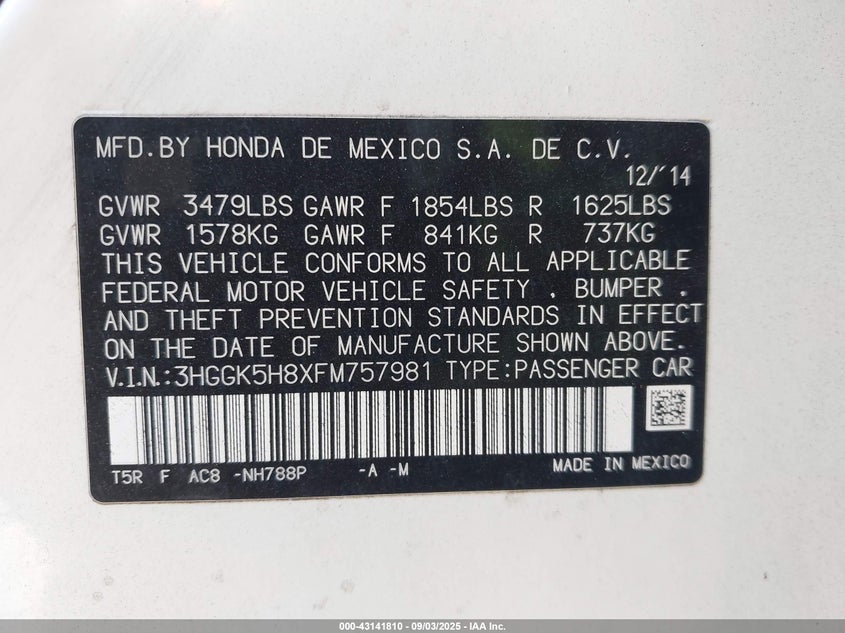 MFD.BY HONDA DE MEXICO S.A. DE C.V.
12/'14
GVWR 3479LBS GAWR F 1854LBS R 1625LBS
GVWR 1578KG GAWR F 841KG R 737KG
THIS VEHICLE CONFORMS TO ALL APPLICABLE
FEDERAL MOTOR VEHICLE SAFETY , BUMPER ,
AND THEFT PREVENTION STANDARDS IN EFFECT
ON THE DATE OF MANUFACTURE SHOWN ABOVE.
V.I.N.:3HGGK5H8XFM757981 TYPE:PASSENGER CAR
T5R F AC8 -NH788P -A -M MADE IN MEXICO
000-43141810 - 09/03/2025 - IAA Inc.